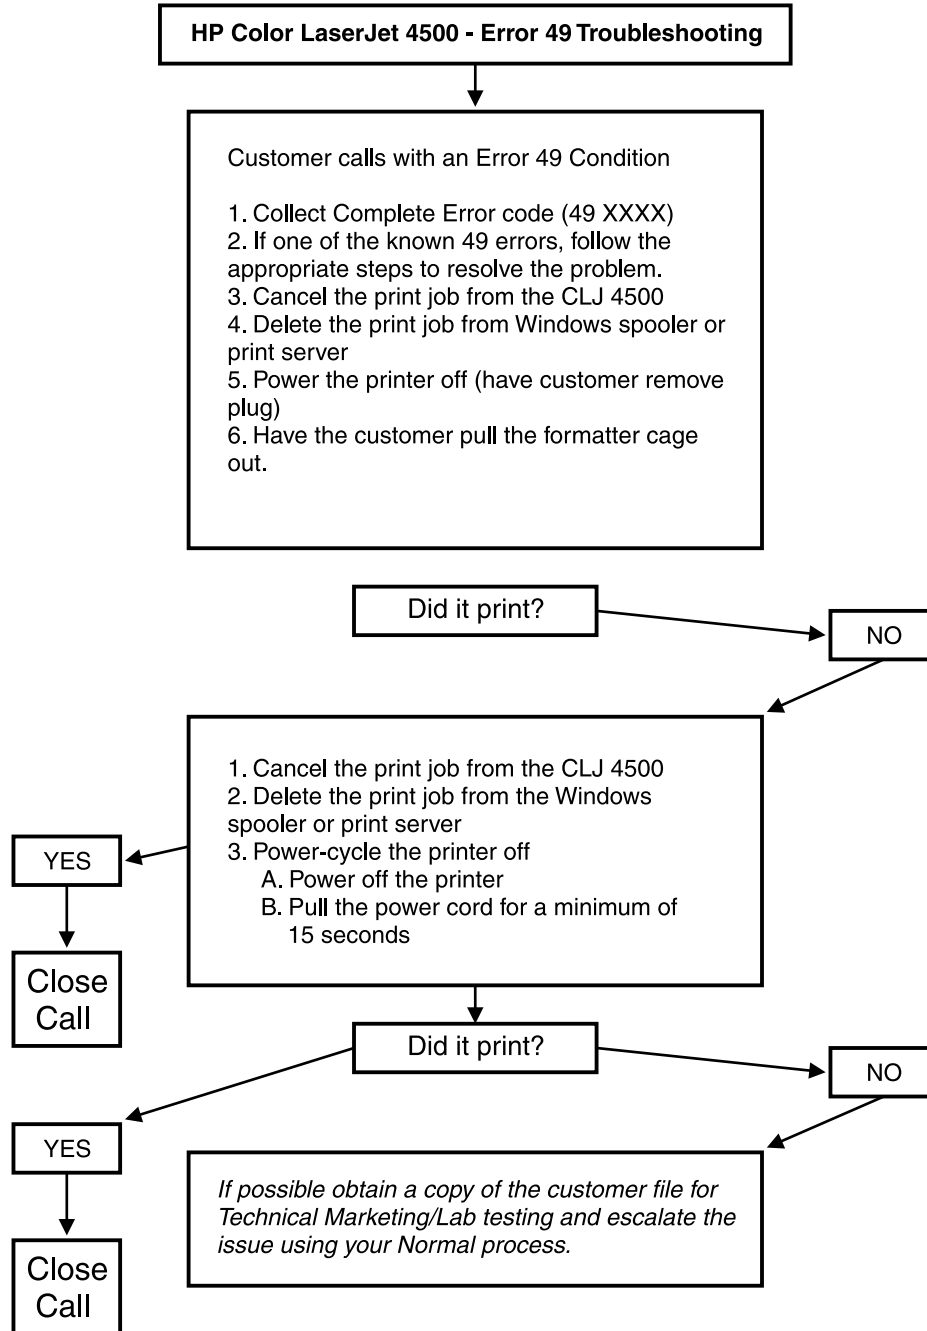 HP Color LaserJet 4500 - Error 49 Troubleshooting
Customer calls with an Error 49 Condition
1. Collect Complete Error code (49 XXXX)
2. If one of the known 49 errors, follow the
appropriate steps to resolve the problem.
3. Cancel the print job from the CLJ 4500
4. Delete the print job from Windows spooler or
print server
5. Power the printer off (have customer remove
plug)
6. Have the customer pull the formatter cage
out.
Did it print?
NO
1. Cancel the print job from the CLJ 4500
2. Delete the print job from the Windows
spooler or print server
3. Power-cycle the printer off
A. Power off the printer
B. Pull the power cord for a minimum of
15 seconds
YES
Close
Call
Did it print?
NO
YES
If possible obtain a copy of the customer file for
Technical Marketing/Lab testing and escalate the
issue using your Normal process.
Close
Call